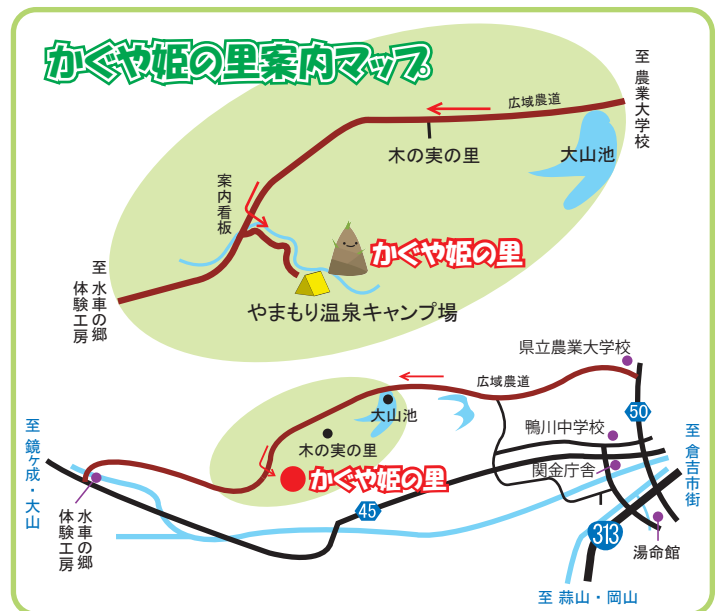 かぐや姫の里案内マップ
至 農業大学校
広域農道
木の実の里
大山池
案内看板
かぐや姫の里
至 水車の郷
体験工房
やまもり温泉キャンプ場
県立農業大学校
広域農道
大山池
50
鴨川中学校
木の実の里
関金庁舎
至 倉吉市街
至 鏡ヶ成・大山
かぐや姫の里
45
水車の郷
体験工房
313
湯命館
至 蒜山・岡山